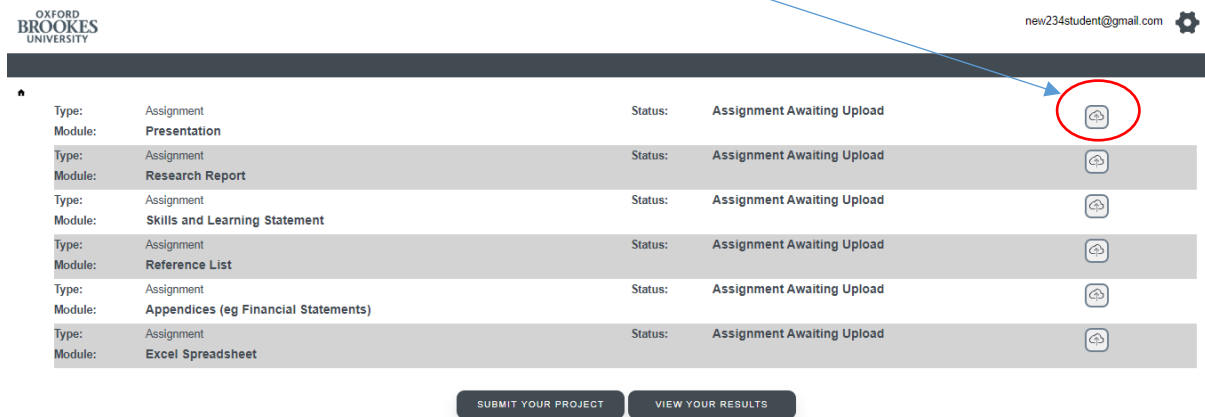 OXFORD
BROOKES
UNIVERSITY
new234student@gmail.com
Type: Assignment Status: Assignment Awaiting Upload
Module: Presentation
Type: Assignment Status: Assignment Awaiting Upload
Module: Research Report
Type: Assignment Status: Assignment Awaiting Upload
Module: Skills and Learning Statement
Type: Assignment Status: Assignment Awaiting Upload
Module: Reference List
Type: Assignment Status: Assignment Awaiting Upload
Module: Appendices (eg Financial Statements)
Type: Assignment Status: Assignment Awaiting Upload
Module: Excel Spreadsheet
SUBMIT YOUR PROJECT VIEW YOUR RESULTS